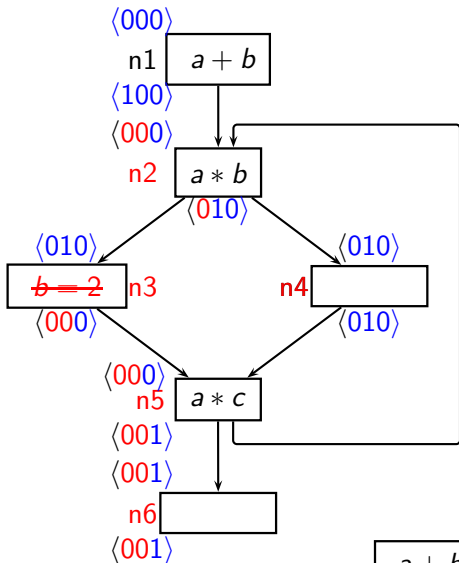 ⟨000⟩
n1 a + b
⟨100⟩
⟨000⟩
n2 a ∗ b
⟨010⟩
⟨010⟩ ⟨010⟩
b = 2 n3 n4
⟨000⟩ ⟨010⟩
⟨000⟩
n5 a ∗ c
⟨001⟩
⟨001⟩
n6
⟨001⟩
a + b